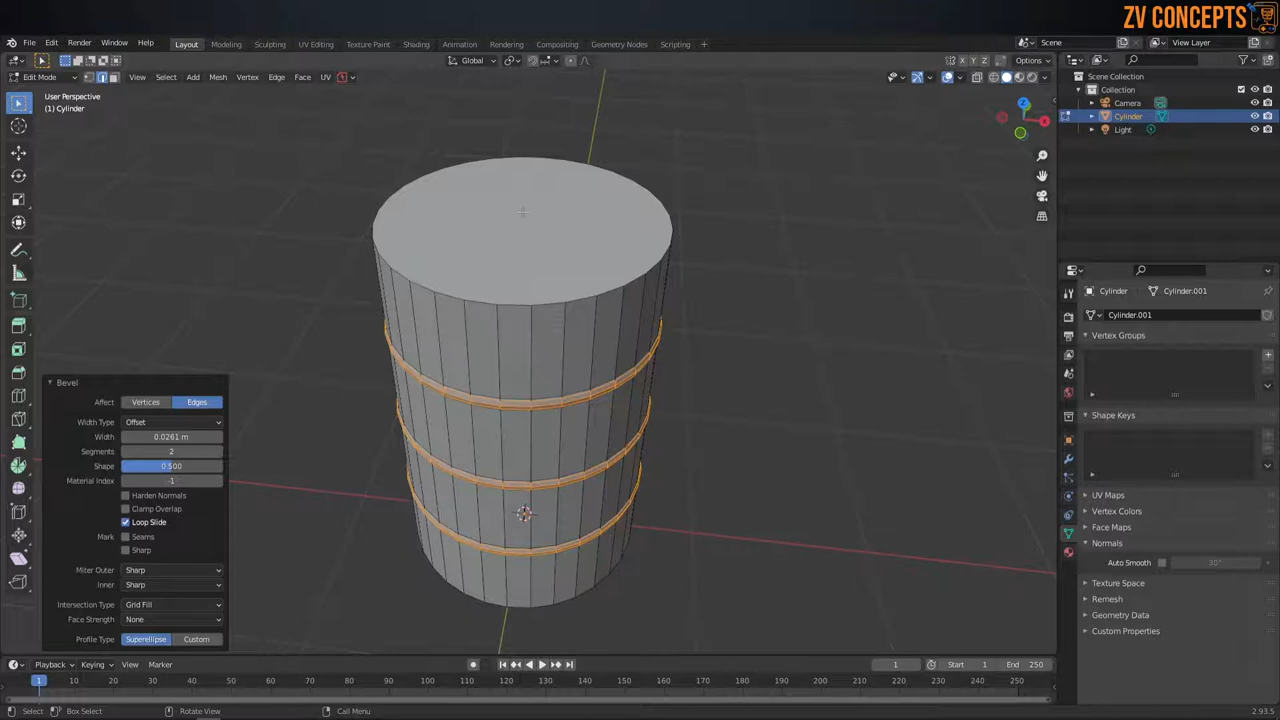 ZV CONCEPTS
File Edit Render Window Help
Layout Modeling Sculpting UV Editing Texture Paint Shading Animation Rendering Compositing Geometry Nodes Scripting +
Scene
View Layer
Global
X Y Z
Options
Edit Mode
View Select Add Mesh Vertex Edge Face UV
User Perspective
(1) Cylinder
Z
X
Scene Collection
Collection
Camera
Cylinder
Light
Cylinder
Cylinder.001
Cylinder.001
Vertex Groups
Shape Keys
UV Maps
Vertex Colors
Face Maps
Normals
Auto Smooth 30°
Texture Space
Remesh
Geometry Data
Custom Properties
Bevel
Affect Vertices Edges
Width Type Offset
Width 0.0261 m
Segments 2
Shape 0.500
Material Index -1
Harden Normals
Clamp Overlap
Loop Slide
Mark Seams
Sharp
Miter Outer Sharp
Inner Sharp
Intersection Type Grid Fill
Face Strength None
Profile Type Superellipse Custom
Playback Keying View Marker
1
Start 1
End 250
1 10 20 30 40 50 60 70 80 90 100 110 120 130 140 150 160 170 180 190 200 210 220 230 240 250
Select Box Select Rotate View Call Menu
2.93.5